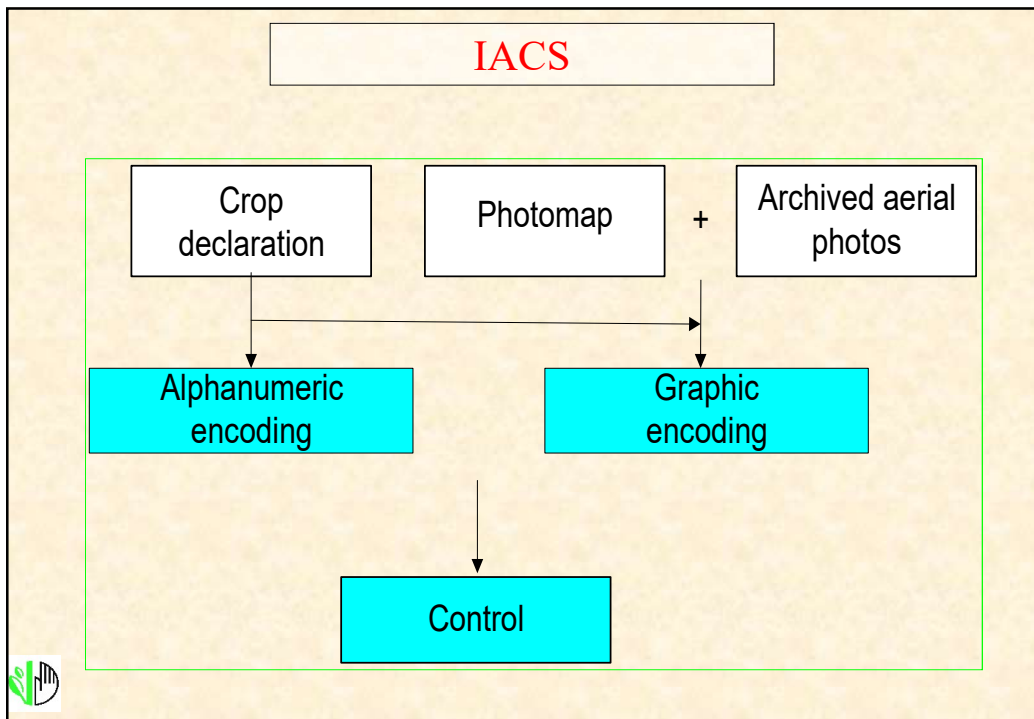 IACS
Crop
declaration
Photomap
+
Archived aerial
photos
Alphanumeric
encoding
Graphic
encoding
Control